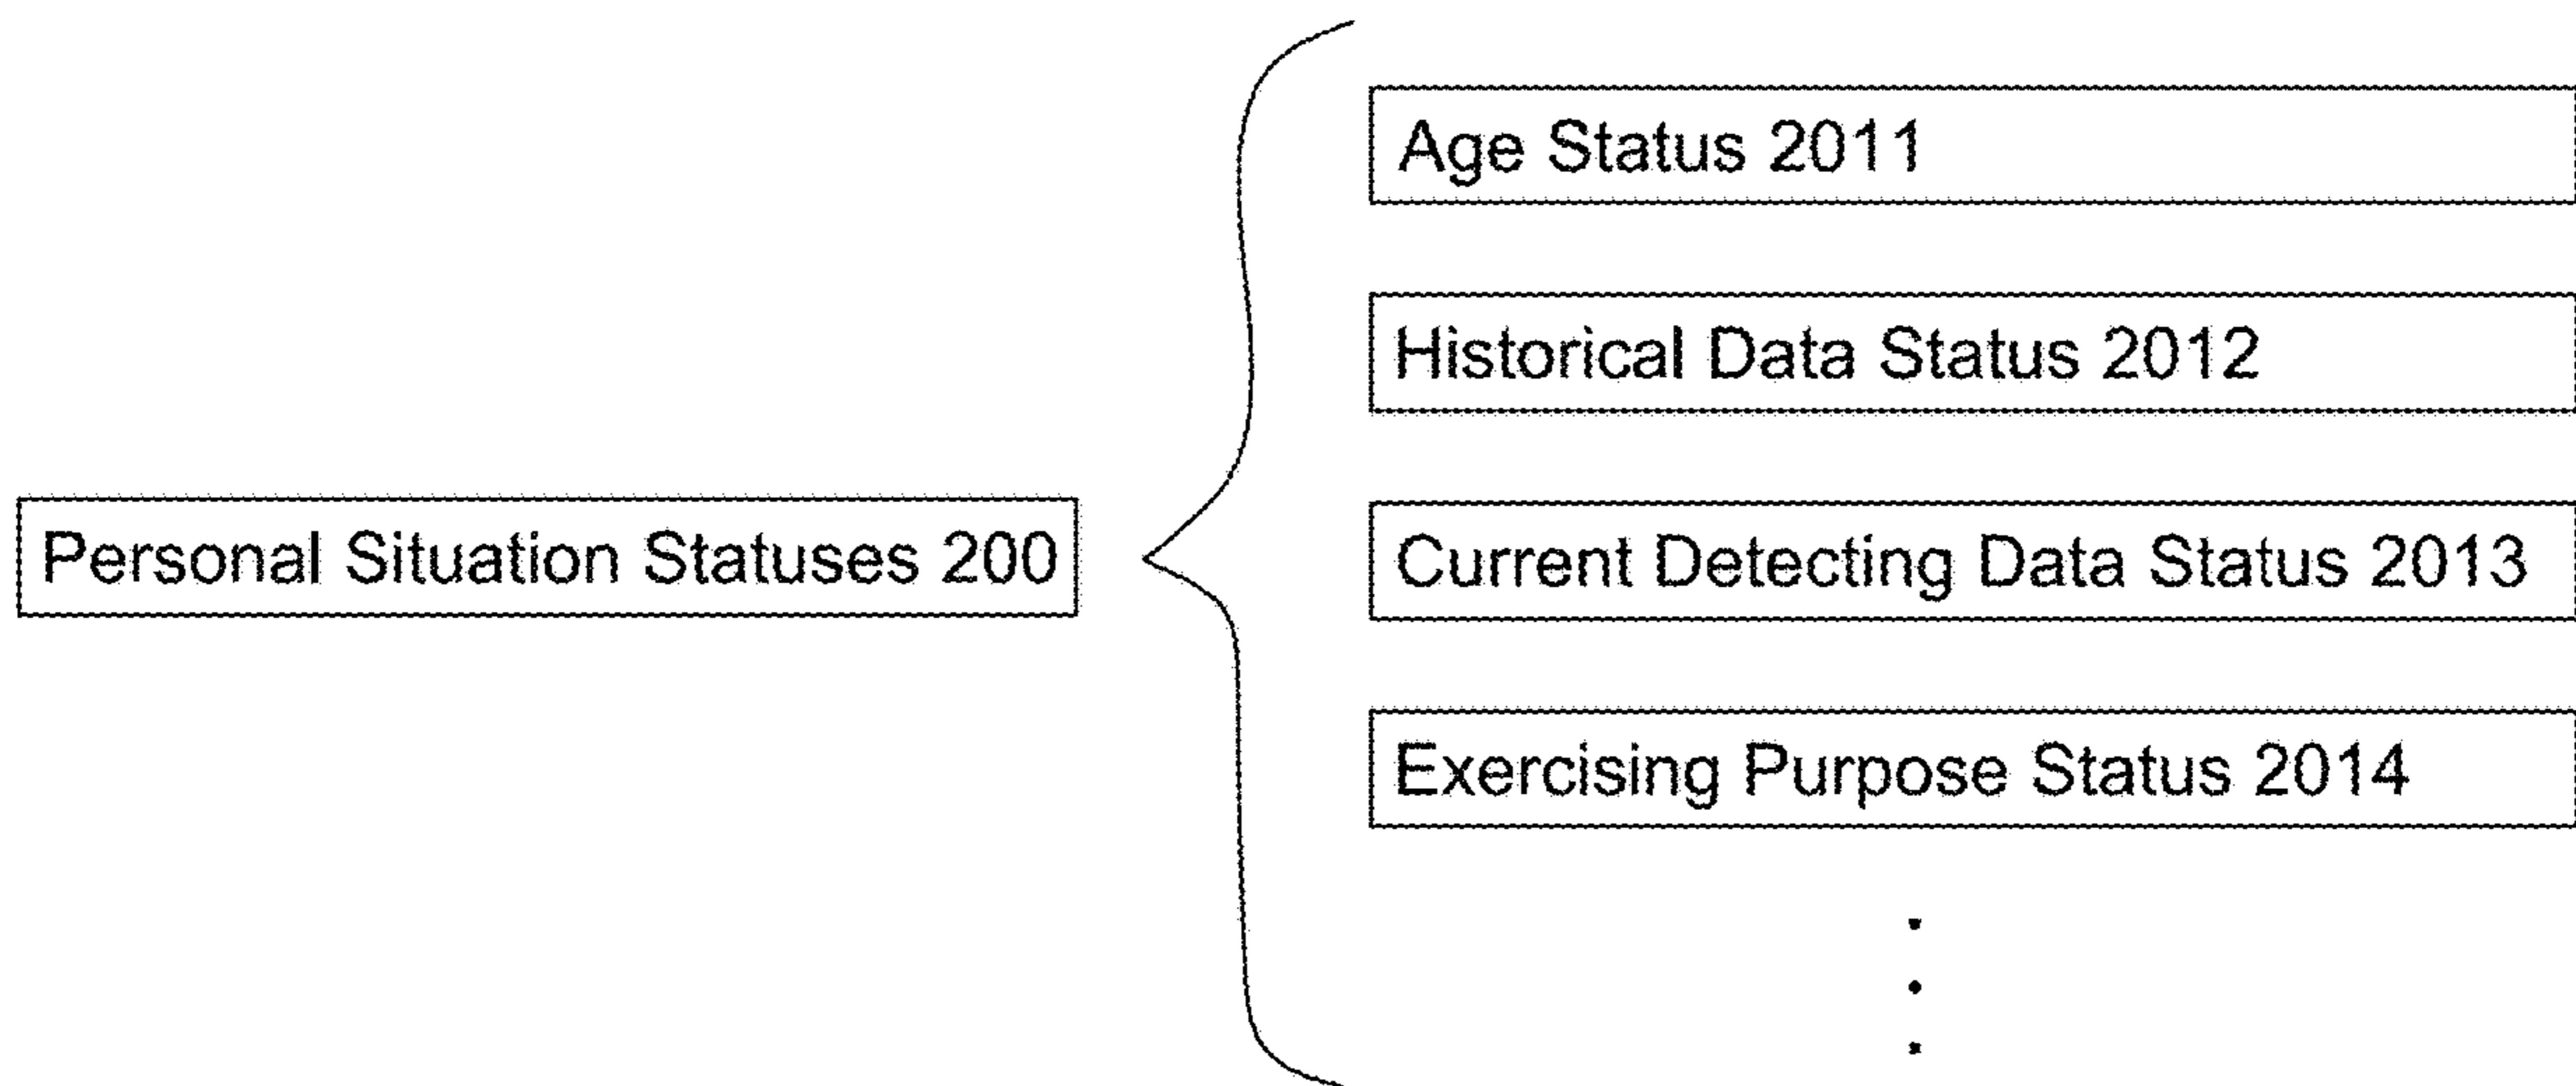 Age Status 2011
Historical Data Status 2012
Personal Situation Statuses 200
Current Detecting Data Status 2013
Exercising Purpose Status 2014